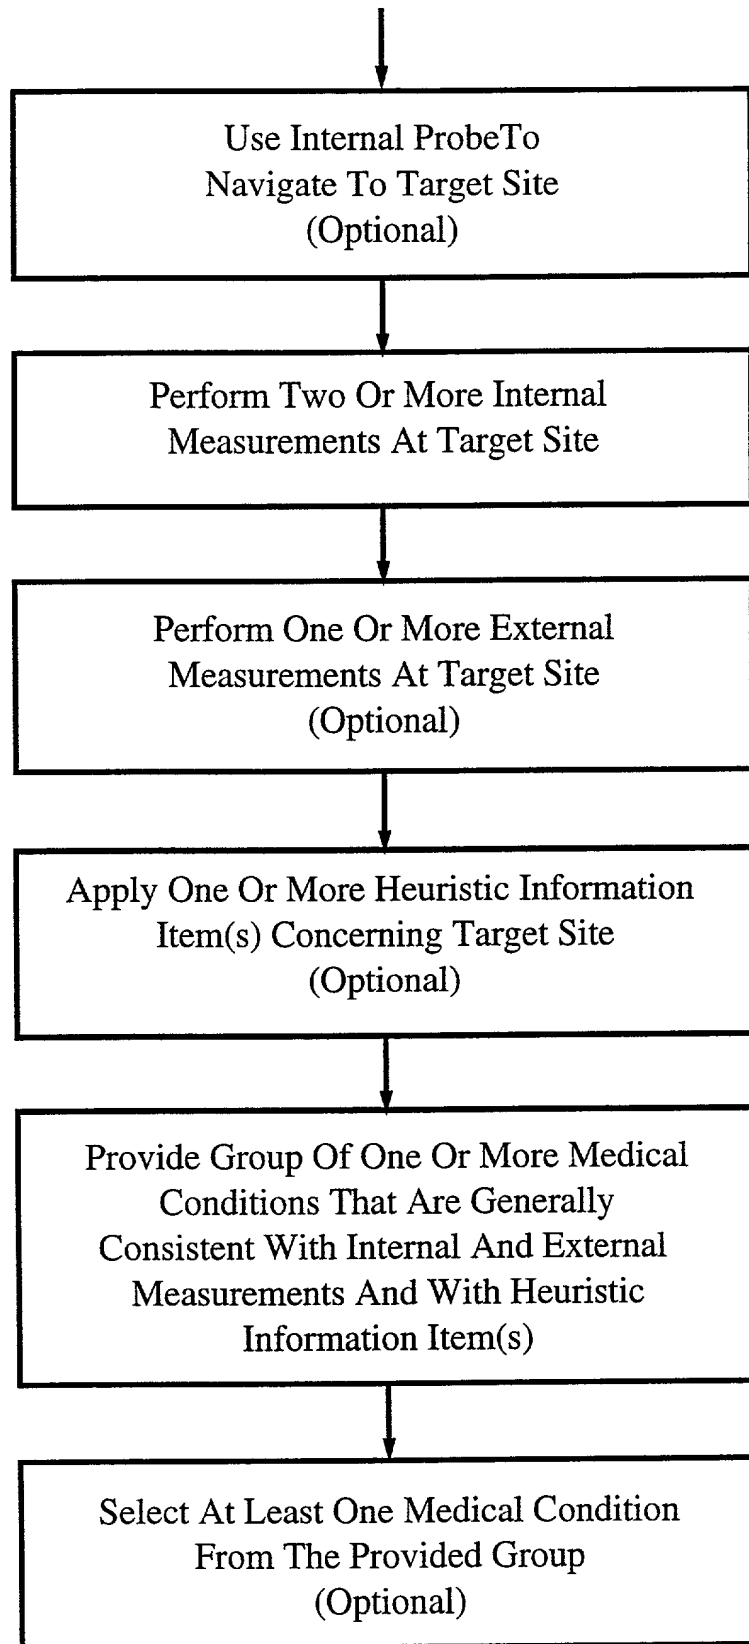 Use Internal ProbeTo
Navigate To Target Site
(Optional)
Perform Two Or More Internal
Measurements At Target Site
Perform One Or More External
Measurements At Target Site
(Optional)
Apply One Or More Heuristic Information
Item(s) Concerning Target Site
(Optional)
Provide Group Of One Or More Medical
Conditions That Are Generally
Consistent With Internal And External
Measurements And With Heuristic
Information Item(s)
Select At Least One Medical Condition
From The Provided Group
(Optional)